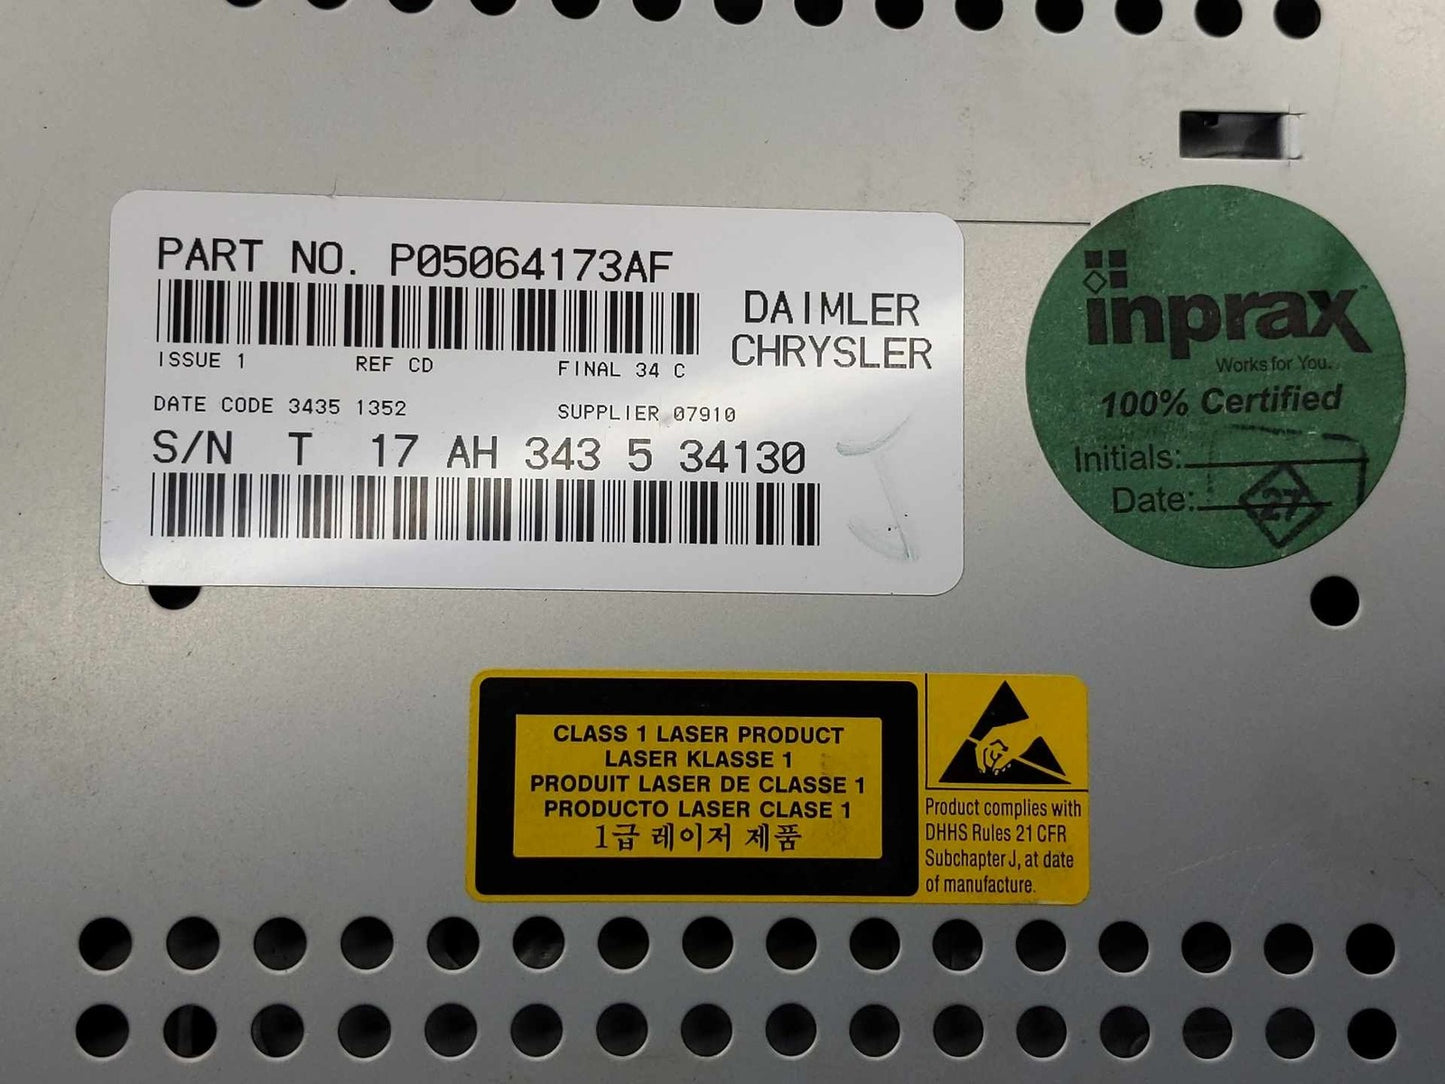 PART NO. P05064173AF
DAIMLER
CHRYSLER
ISSUE 1 REF CD FINAL 34 C
DATE CODE 3435 1352 SUPPLIER 07910
S/N T 17 AH 343 5 34130
inprax
Works for You.
100% Certified
Initials:
Date: 27
CLASS 1 LASER PRODUCT
LASER KLASSE 1
PRODUIT LASER DE CLASSE 1
PRODUCTO LASER CLASE 1
1급 레이저 제품
Product complies with
DHHS Rules 21 CFR
Subchapter J, at date
of manufacture.